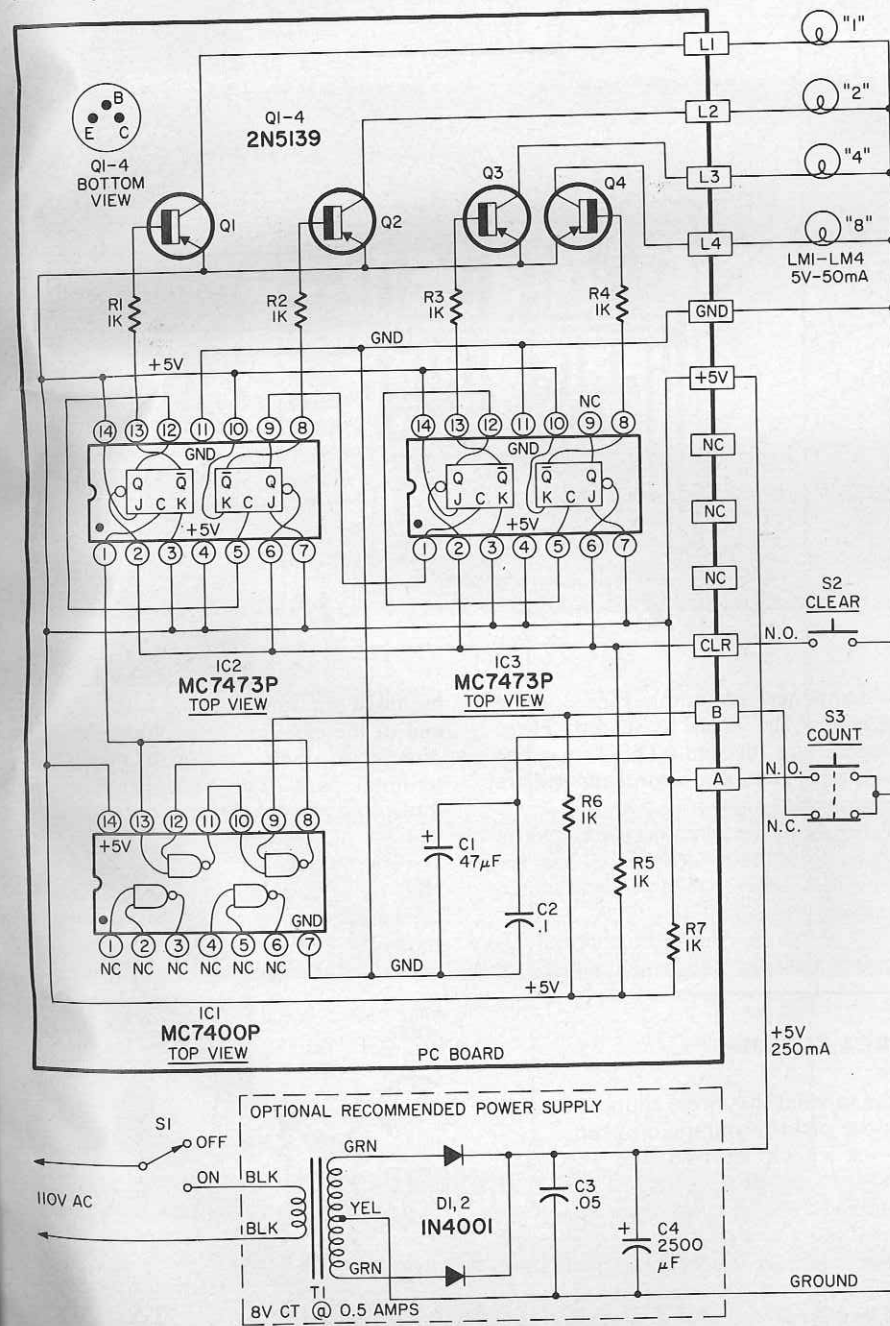 L1
"1"
B
E C
Q1-4
BOTTOM
VIEW
Q1-4
2N5139
L2
"2"
Q3
Q4
L3
"4"
Q1
Q2
L4
"8"
LM1-LM4
5V-50mA
R1
1K
R2
1K
R3
1K
R4
1K
GND
GND
+5V
+5V
14 13 12 11 10 9 8
14 13 12 11 10 NC 9 8
GND
Q Q̅ Q̅ Q
J C K K C J
+5V
GND
Q Q̅ Q̅ Q
J C K K C J
+5V
1 2 3 4 5 6 7
1 2 3 4 5 6 7
NC
NC
NC
IC2
MC7473P
TOP VIEW
IC3
MC7473P
TOP VIEW
CLR
N.O.
S2
CLEAR
B
A
N.O.
N.C.
S3
COUNT
14 13 12 11 10 9 8
+5V
GND
1 2 3 4 5 6 7
NC NC NC NC NC NC
C1
47µF
C2
.1
R6
1K
R5
1K
R7
1K
GND
+5V
IC1
MC7400P
TOP VIEW
PC BOARD
+5V
250mA
OPTIONAL RECOMMENDED POWER SUPPLY
S1
OFF
ON
110V AC
BLK
BLK
GRN
YEL
GRN
D1,2
1N4001
C3
.05
C4
2500
µF
T1
8V CT @ 0.5 AMPS
GROUND